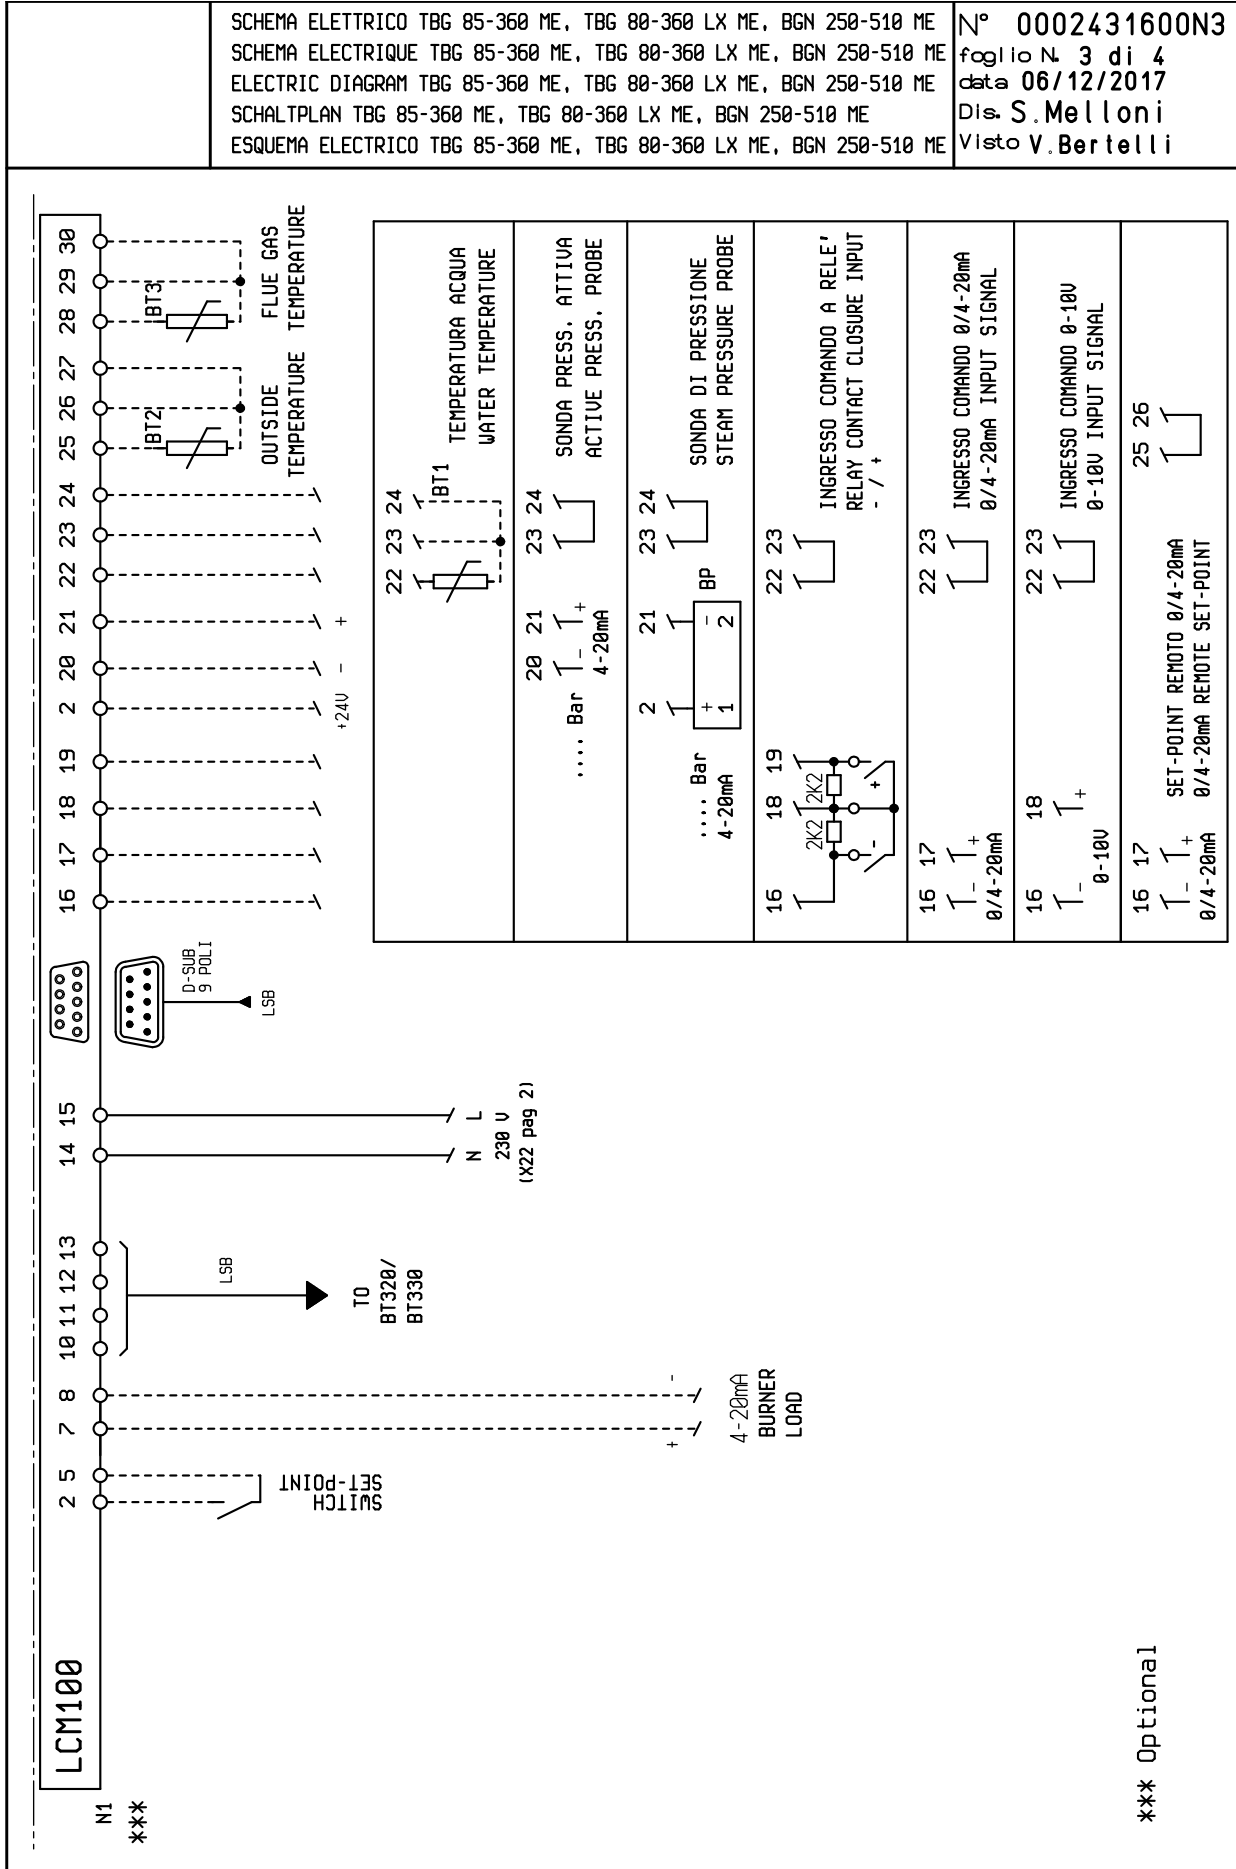 SCHEMA ELETTRICO TBG 85-360 ME, TBG 80-360 LX ME, BGN 250-510 ME
SCHEMA ELECTRIQUE TBG 85-360 ME, TBG 80-360 LX ME, BGN 250-510 ME
ELECTRIC DIAGRAM TBG 85-360 ME, TBG 80-360 LX ME, BGN 250-510 ME
SCHALTPLAN TBG 85-360 ME, TBG 80-360 LX ME, BGN 250-510 ME
ESQUEMA ELECTRICO TBG 85-360 ME, TBG 80-360 LX ME, BGN 250-510 ME
N° 0002431600N3
foglio N. 3 di 4
data 06/12/2017
Dis. S.Melloni
Visto V.Bertelli
LCM100
N1
***
2 5 7 8 10 11 12 13 14 15 16 17 18 19 2 20 21 22 23 24 25 26 27 28 29 30
SWITCH
SET-POINT
+ -
4-20mA
BURNER
LOAD
LSB
TO
BT320/
BT330
N L
230 V
(X22 pag 2)
D-SUB
9 POLI
LSB
+24V - +
BT2
OUTSIDE
TEMPERATURE
BT3
FLUE GAS
TEMPERATURE
22 23 24
BT1
TEMPERATURA ACQUA
WATER TEMPERATURE
.... Bar
20 21
- +
4-20mA
23 24
SONDA PRESS. ATTIVA
ACTIVE PRESS. PROBE
.... Bar
4-20mA
2 21
+ -
1 2
BP
23 24
SONDA DI PRESSIONE
STEAM PRESSURE PROBE
16 18 19
2K2 2K2
- +
22 23
INGRESSO COMANDO A RELE'
RELAY CONTACT CLOSURE INPUT
- / +
16 17
- +
0/4-20mA
22 23
INGRESSO COMANDO 0/4-20mA
0/4-20mA INPUT SIGNAL
16 18
- +
0-10V
22 23
INGRESSO COMANDO 0-10V
0-10V INPUT SIGNAL
16 17
- +
0/4-20mA
SET-POINT REMOTO 0/4-20mA
0/4-20mA REMOTE SET-POINT
25 26
*** Optional